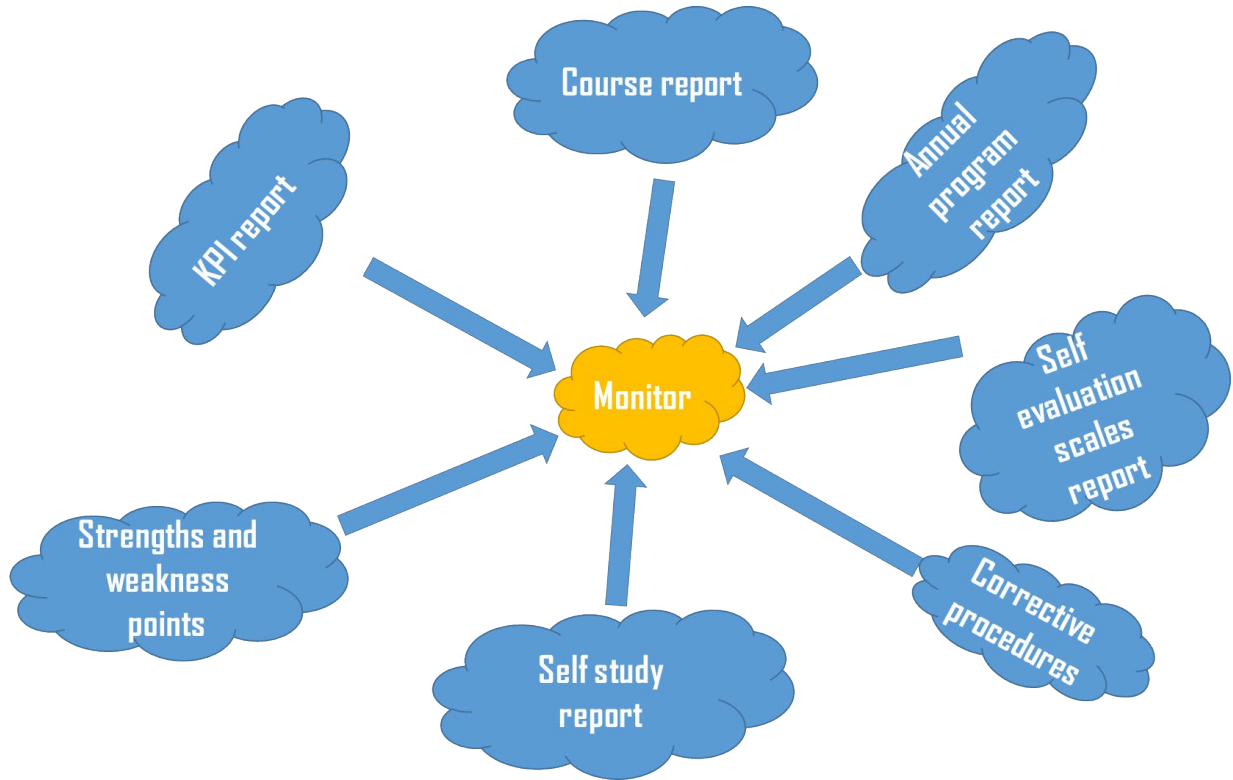 Course report
Annual
program
report
KPI report
Self
evaluation
scales
report
Monitor
Strengths and
weakness
points
Corrective
procedures
Self study
report